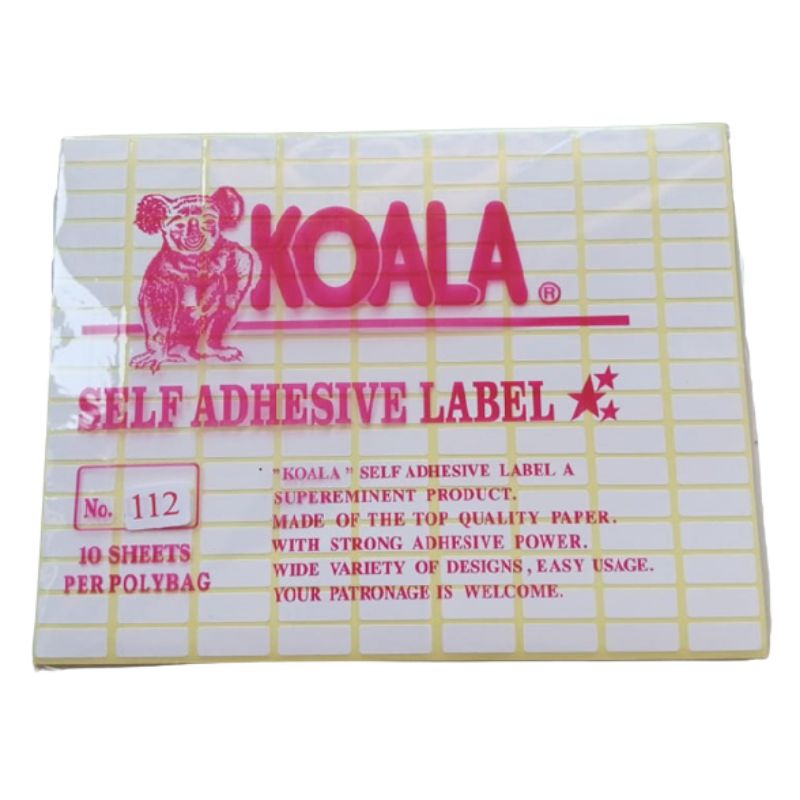 KOALA ®
SELF ADHESIVE LABEL
No. 112
10 SHEETS
PER POLYBAG
"KOALA" SELF ADHESIVE LABEL A
SUPEREMINENT PRODUCT.
MADE OF THE TOP QUALITY PAPER.
WITH STRONG ADHESIVE POWER.
WIDE VARIETY OF DESIGNS, EASY USAGE.
YOUR PATRONAGE IS WELCOME.